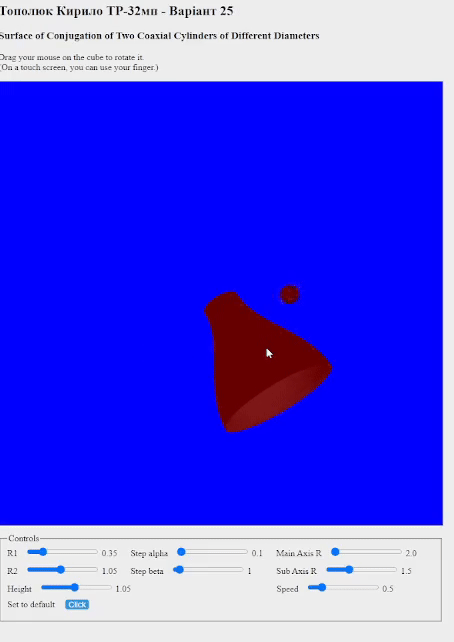 Тополюк Кирило ТР-32мп - Варіант 25
Surface of Conjugation of Two Coaxial Cylinders of Different Diameters
Drag your mouse on the cube to rotate it.
(On a touch screen, you can use your finger.)
Controls
R1 0.35 Step alpha 0.1 Main Axis R 2.0
R2 1.05 Step beta 1 Sub Axis R 1.5
Height 1.05 Speed 0.5
Set to default Click